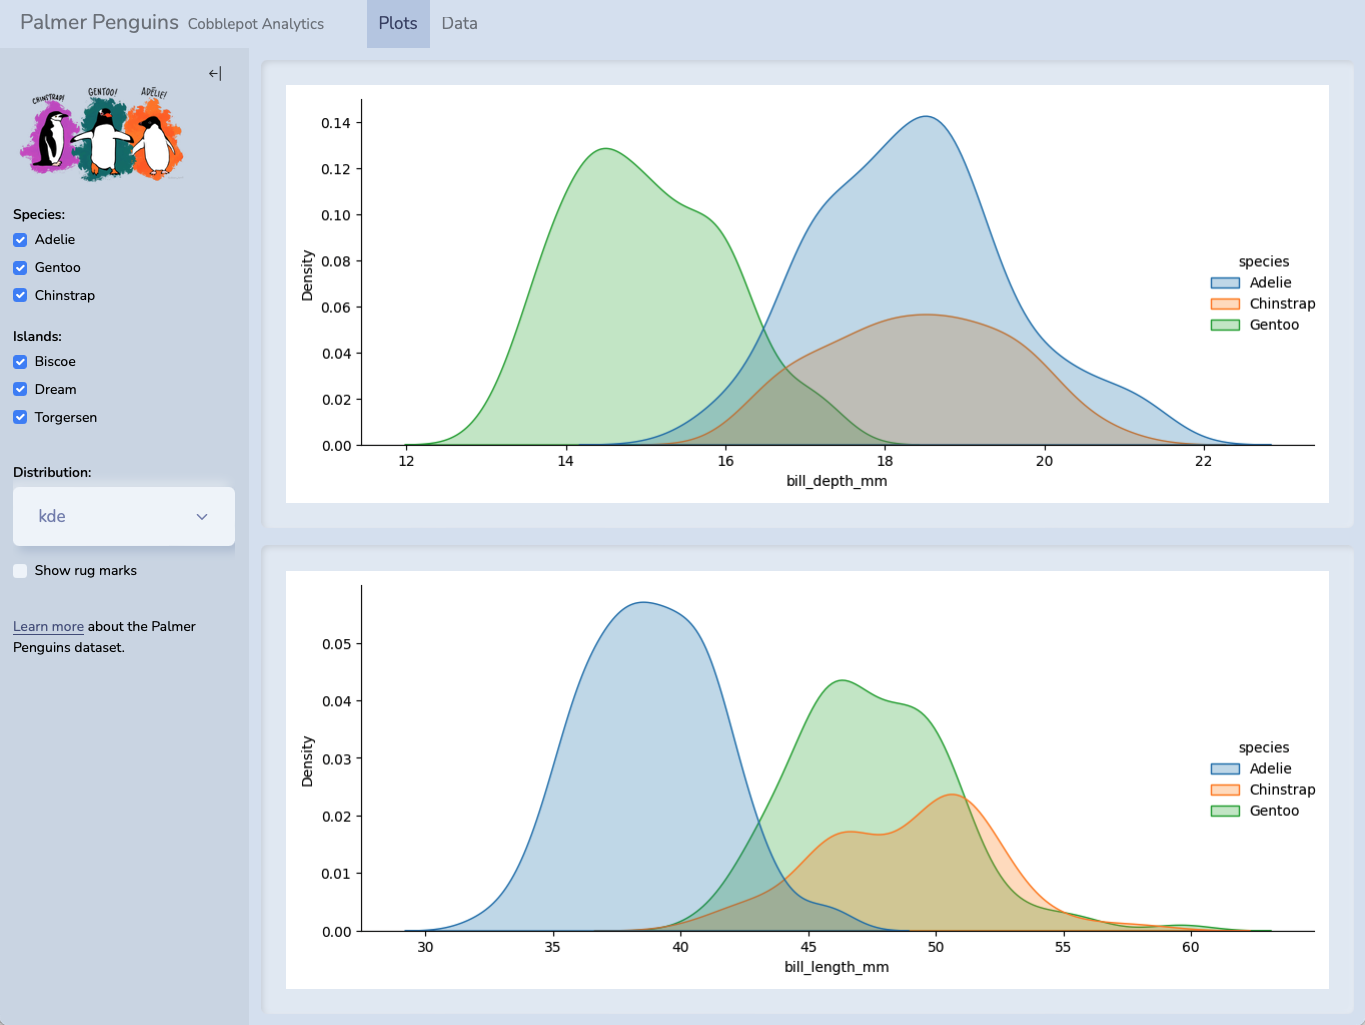 Palmer Penguins Cobblepot Analytics Plots Data
CHINSTRAP! GENTOO! ADÉLIE!
Species:
Adelie
Gentoo
Chinstrap
Islands:
Biscoe
Dream
Torgersen
Distribution:
kde
Show rug marks
Learn more about the Palmer
Penguins dataset.
0.14
0.12
0.10
0.08
0.06
0.04
0.02
0.00
Density
12 14 16 18 20 22
bill_depth_mm
species
Adelie
Chinstrap
Gentoo
0.05
0.04
0.03
0.02
0.01
0.00
Density
30 35 40 45 50 55 60
bill_length_mm
species
Adelie
Chinstrap
Gentoo